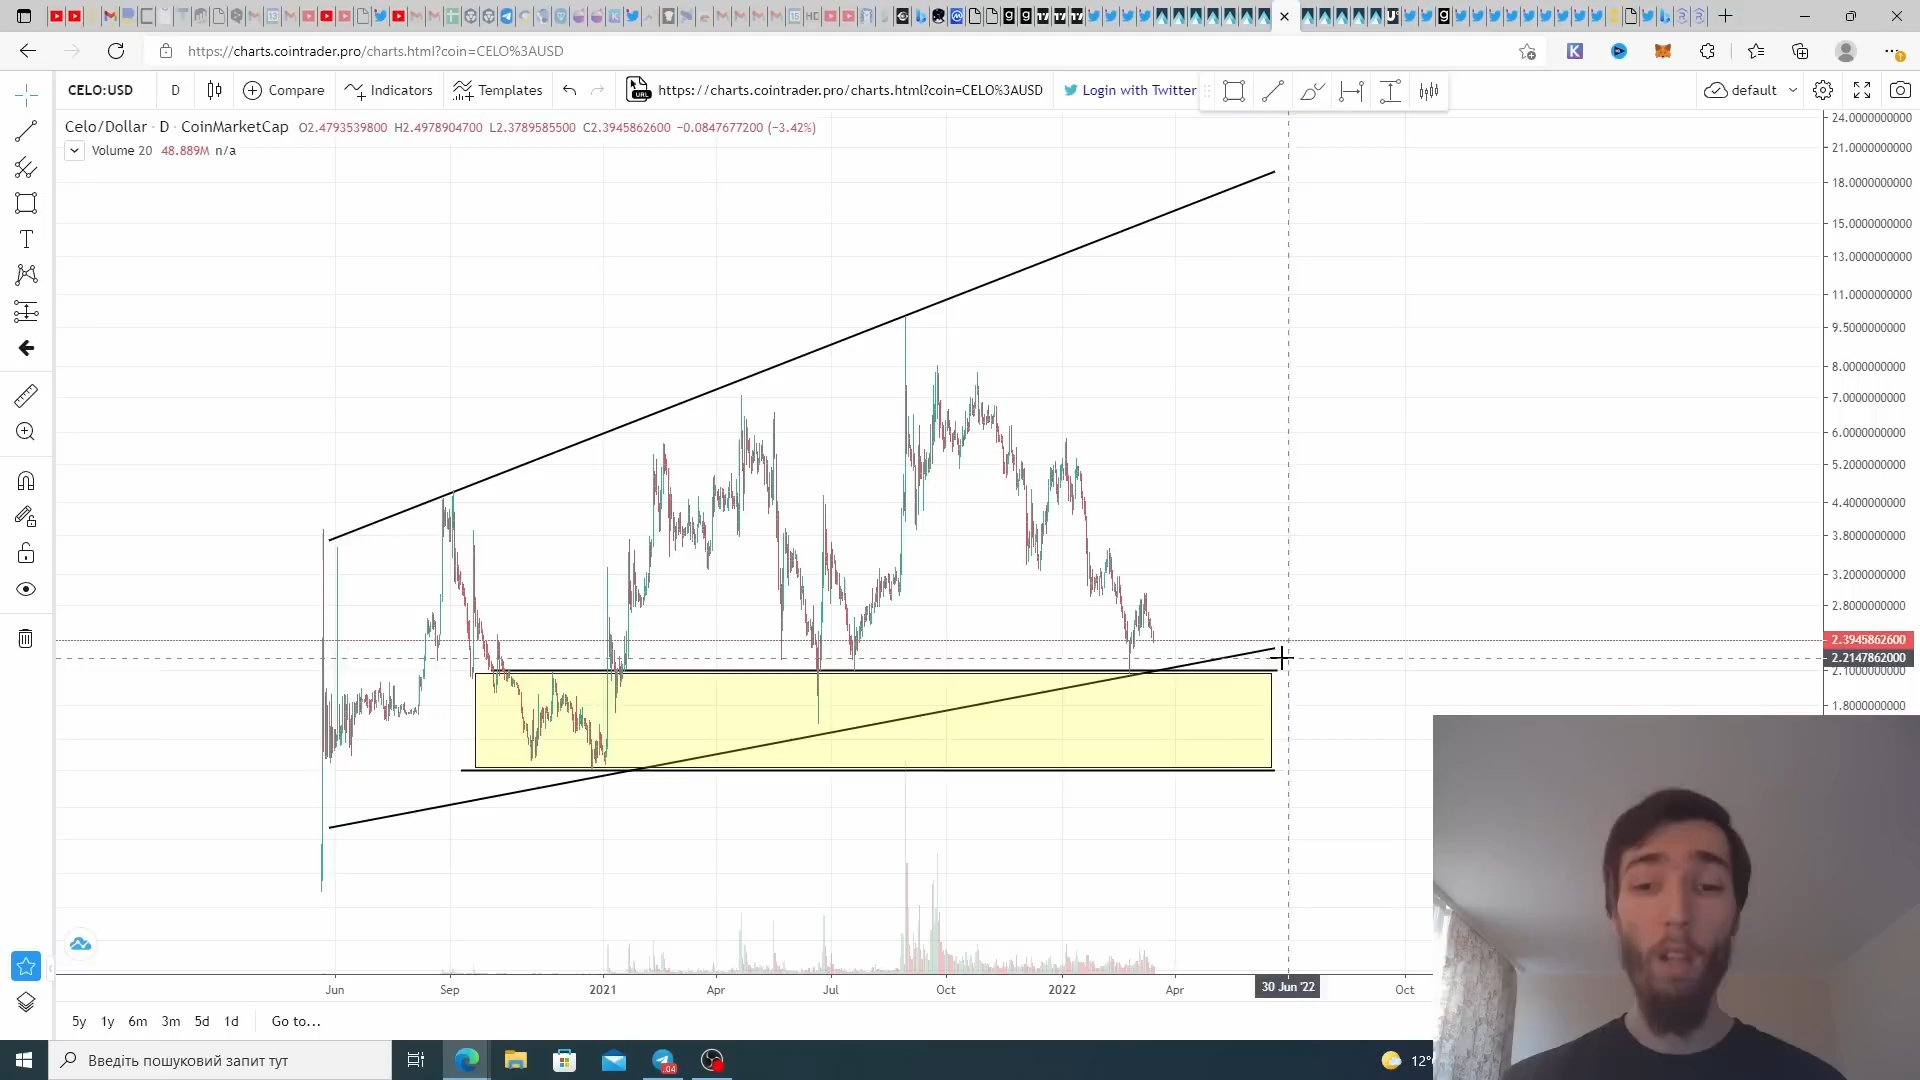 https://charts.cointrader.pro/charts.html?coin=CELO%3AUSD
CELO:USD D Compare Indicators Templates https://charts.cointrader.pro/charts.html?coin=CELO%3AUSD Login with Twitter default
Celo/Dollar · D · CoinMarketCap O2.4793539800 H2.4978904700 L2.3789585500 C2.3945862600 −0.0847677200 (−3.42%)
Volume 20 48.889M n/a
24.0000000000
21.0000000000
18.0000000000
15.0000000000
13.0000000000
11.0000000000
9.5000000000
8.0000000000
7.0000000000
6.0000000000
5.2000000000
4.4000000000
3.8000000000
3.2000000000
2.8000000000
2.3945862600
2.2147862000
2.1000000000
1.8000000000
Jun Sep 2021 Apr Jul Oct 2022 Apr 30 Jun '22 Oct
5y 1y 6m 3m 5d 1d Go to...
Введіть пошуковий запит тут .04 12°